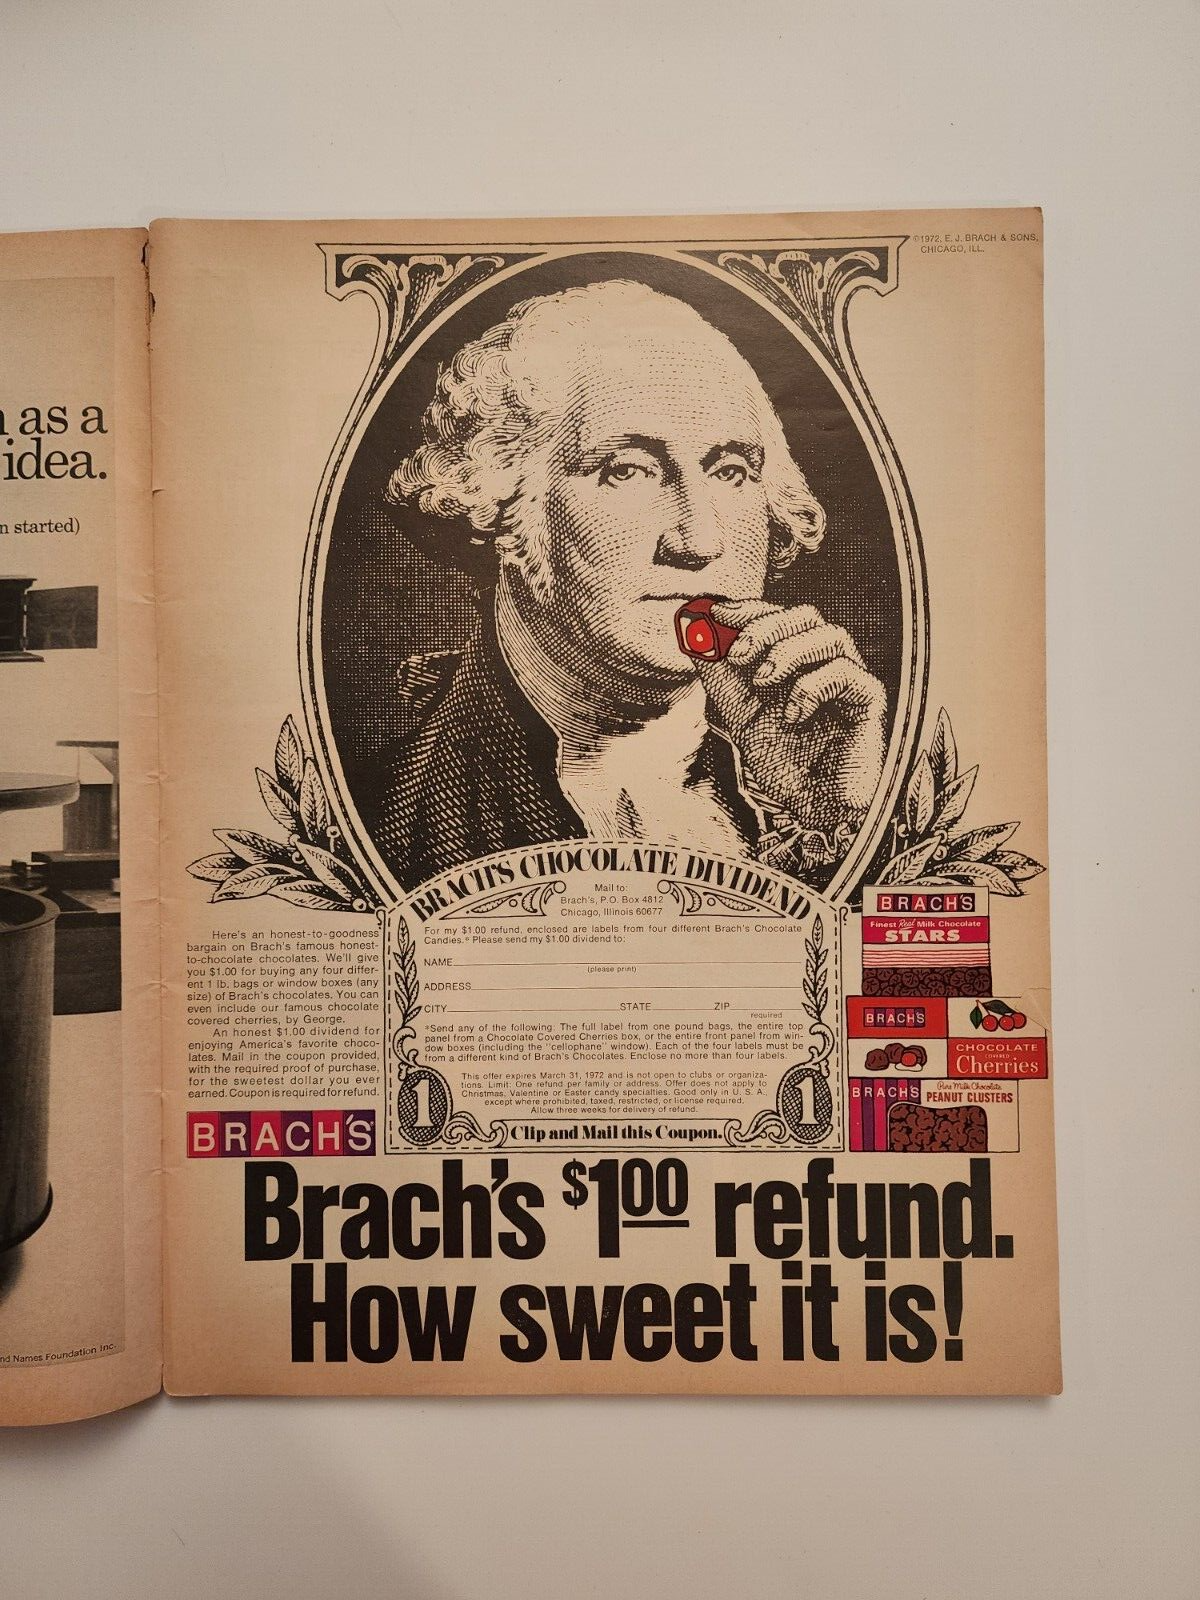 as a
idea.
n started)
nd Names Foundation Inc.
©1972, E. J. BRACH & SONS,
CHICAGO, ILL.
BRACH'S CHOCOLATE DIVIDEND
Mail to:
Brach's, P.O. Box 4812
Chicago, Illinois 60677
For my $1.00 refund, enclosed are labels from four different Brach's Chocolate
Candies.* Please send my $1.00 dividend to:
NAME
(please print)
ADDRESS
CITY STATE ZIP
required
*Send any of the following: The full label from one pound bags, the entire top
panel from a Chocolate Covered Cherries box, or the entire front panel from win-
dow boxes (including the "cellophane" window). Each of the four labels must be
from a different kind of Brach's Chocolates. Enclose no more than four labels.
This offer expires March 31, 1972 and is not open to clubs or organiza-
tions. Limit: One refund per family or address. Offer does not apply to
Christmas, Valentine or Easter candy specialties. Good only in U. S. A.,
except where prohibited, taxed, restricted, or license required.
Allow three weeks for delivery of refund.
1 1
Clip and Mail this Coupon.
Here's an honest-to-goodness
bargain on Brach's famous honest-
to-chocolate chocolates. We'll give
you $1.00 for buying any four differ-
ent 1 lb. bags or window boxes (any
size) of Brach's chocolates. You can
even include our famous chocolate
covered cherries, by George.
An honest $1.00 dividend for
enjoying America's favorite choco-
lates. Mail in the coupon provided,
with the required proof of purchase,
for the sweetest dollar you ever
earned. Coupon is required for refund.
BRACH'S
BRACH'S
Finest Real Milk Chocolate
STARS
BRACH'S
CHOCOLATE
COVERED
Cherries
BRACH'S
Pure Milk Chocolate
PEANUT CLUSTERS
Brach's $1.00 refund.
How sweet it is!